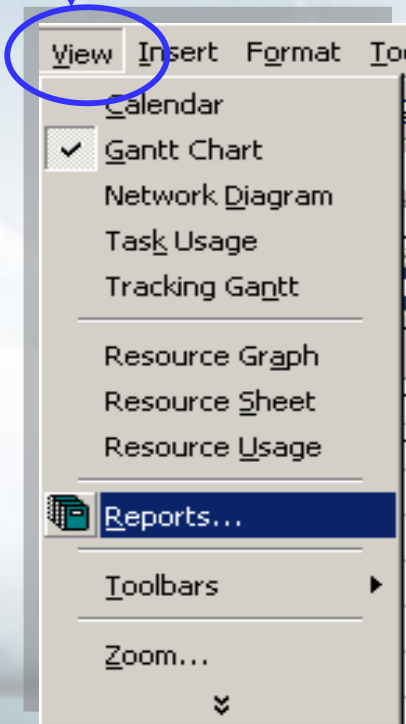 View Insert Format
Calendar
Gantt Chart
Network Diagram
Task Usage
Tracking Gantt
Resource Graph
Resource Sheet
Resource Usage
Reports...
Toolbars
Zoom...